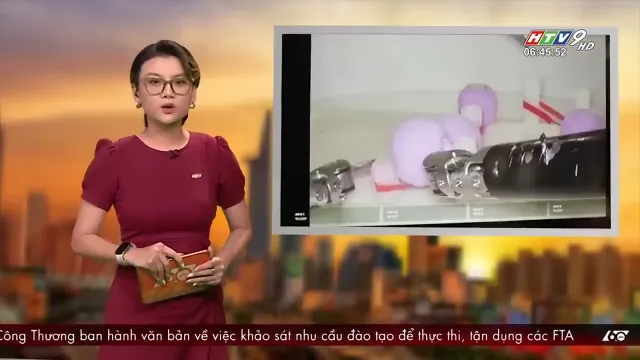 HTV9 HD
06:45:52
HTV
Công Thương ban hành văn bản về việc khảo sát nhu cầu đào tạo để thực thi, tận dụng các FTA